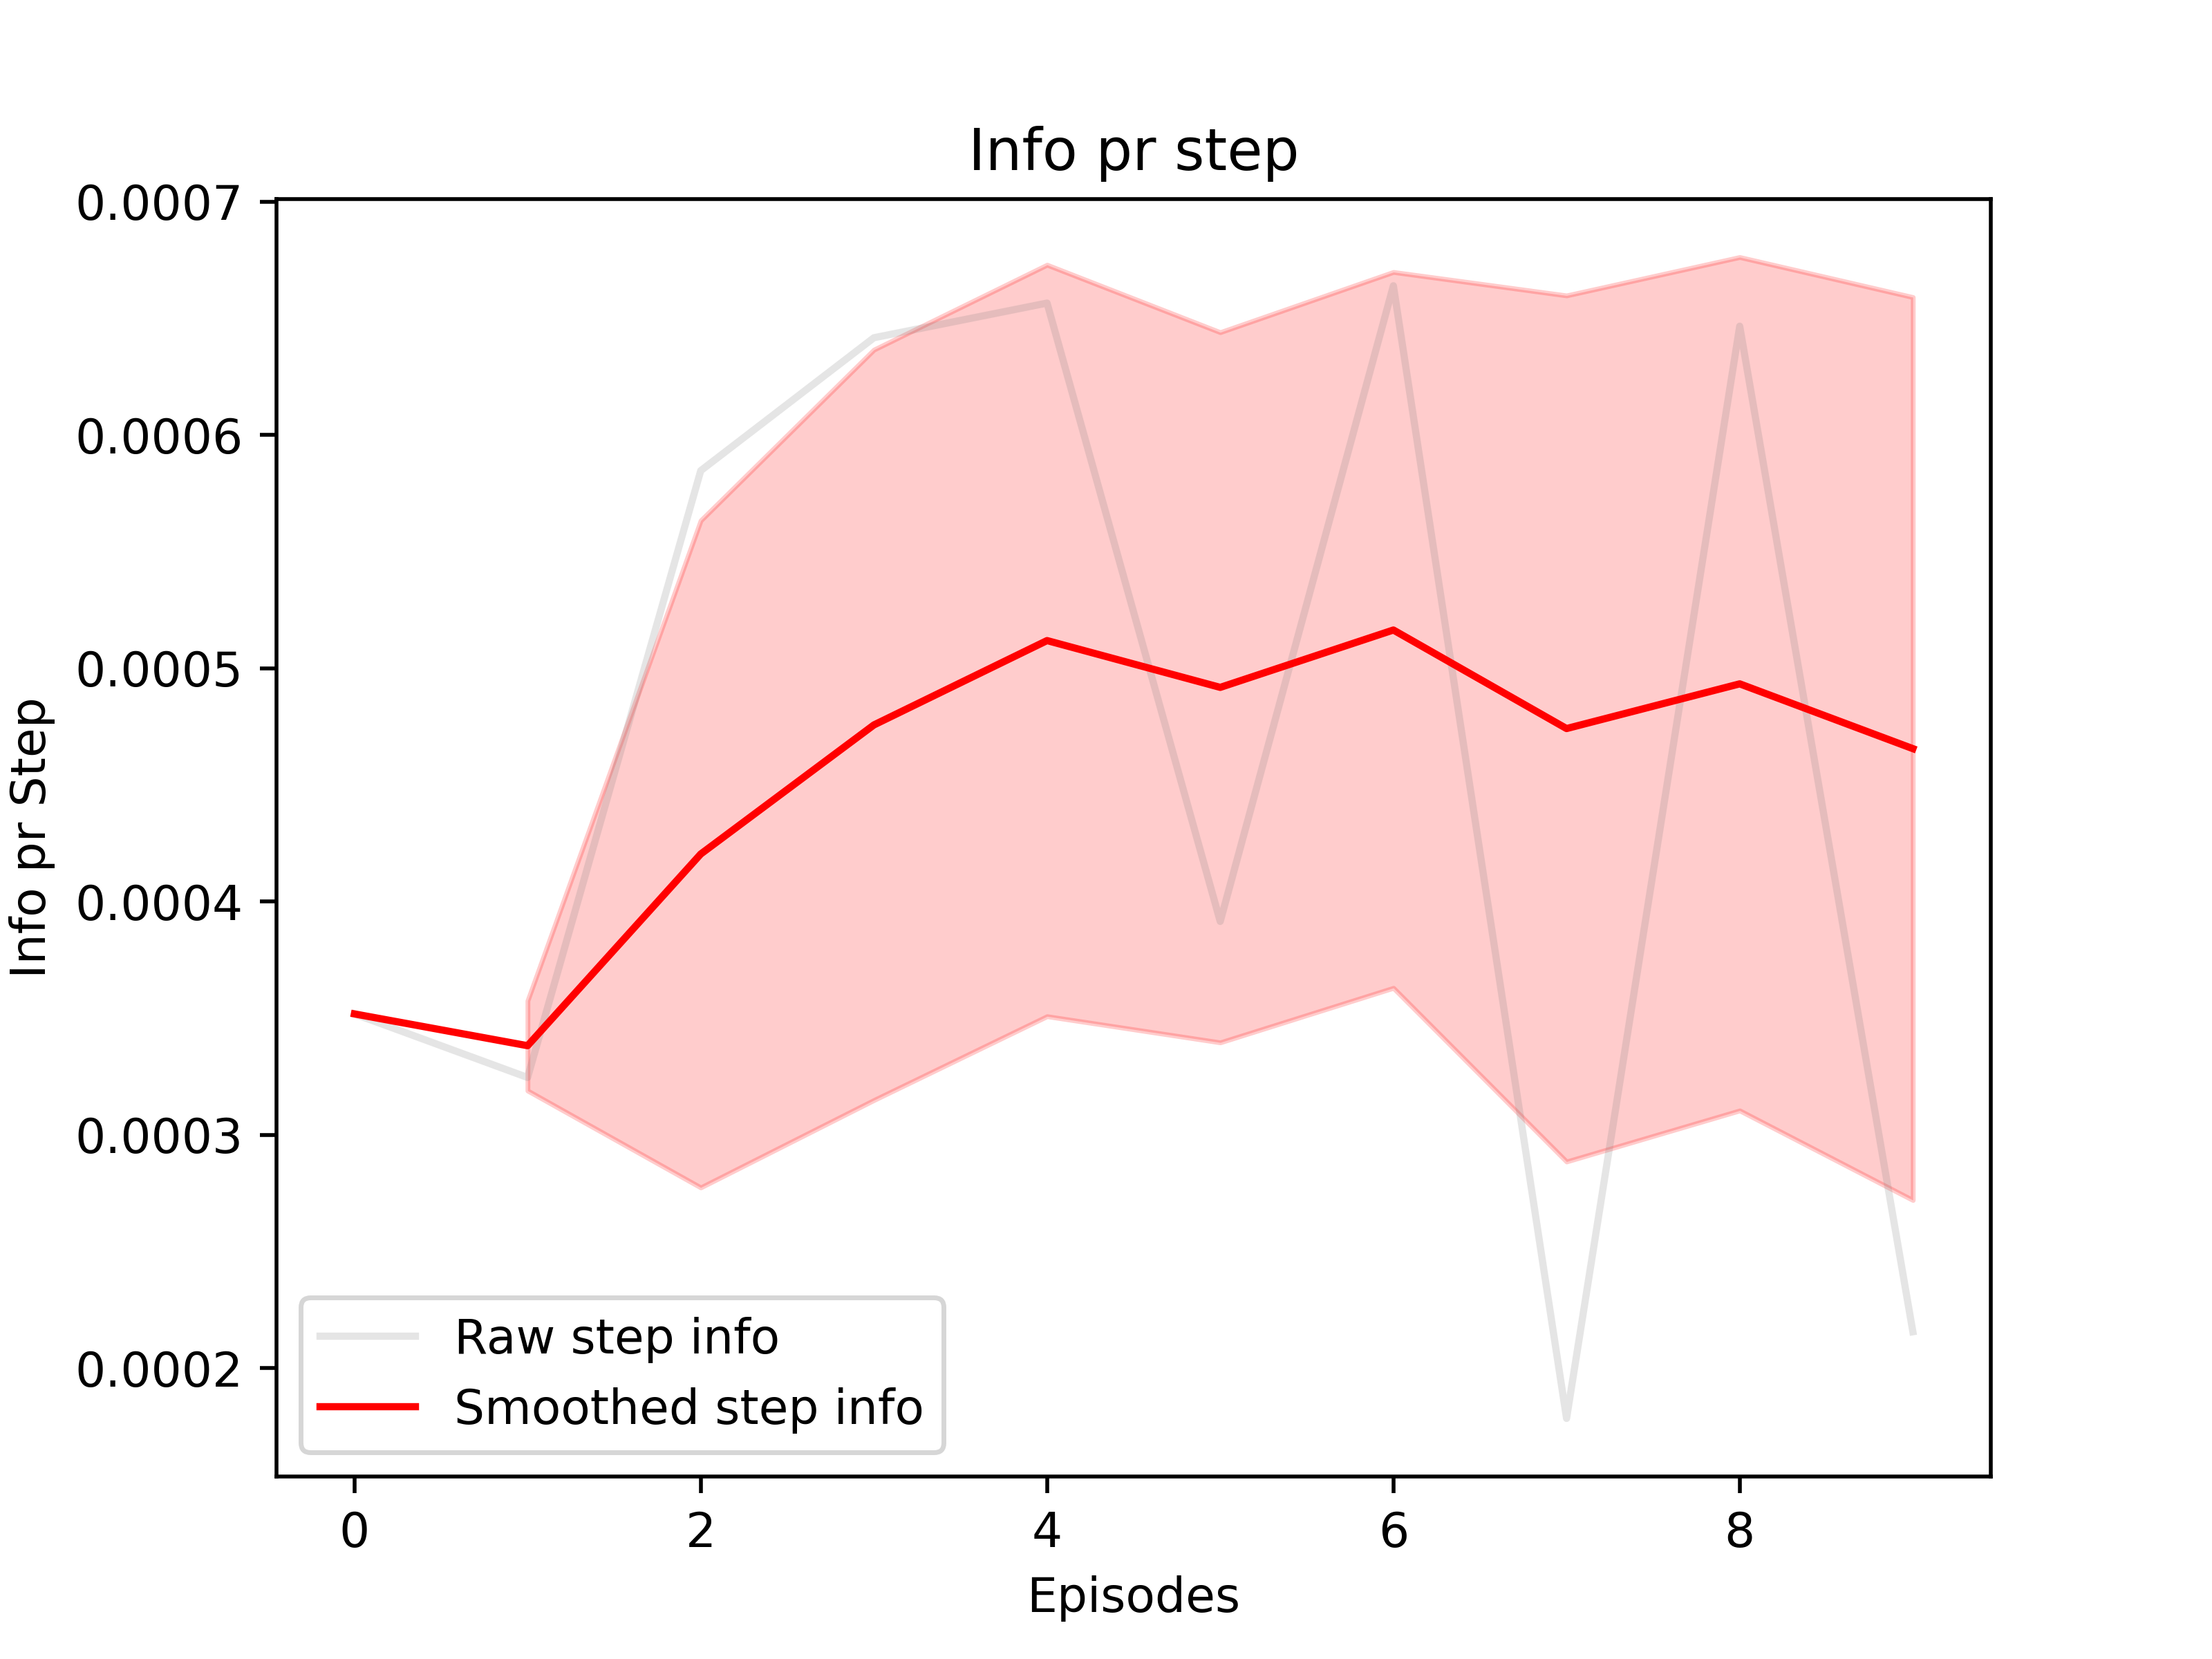 Info pr step
0.0007
0.0006
0.0005
0.0004
0.0003
0.0002
Info pr Step
Raw step info
Smoothed step info
0 2 4 6 8
Episodes